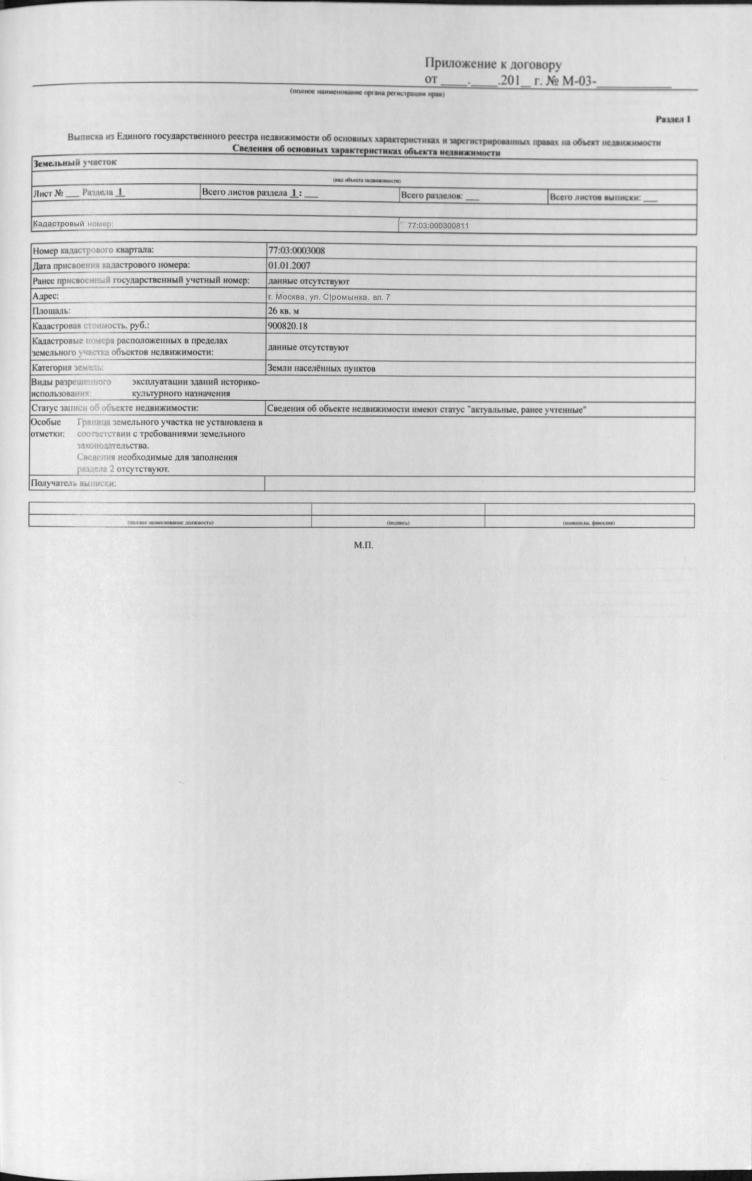 Приложение к договору
от ____.____.201__ г. № М-03-__________
(полное наименование органа регистрации прав)
Раздел 1
Выписка из Единого государственного реестра недвижимости об основных характеристиках и зарегистрированных правах на объект недвижимости
Сведения об основных характеристиках объекта недвижимости
Земельный участок
(вид объекта недвижимости)
Лист № ___ Раздела 1 Всего листов раздела 1 : ___ Всего разделов: ___ Всего листов выписки: ___
Кадастровый номер: 77:03:000300811
Номер кадастрового квартала: 77:03:0003008
Дата присвоения кадастрового номера: 01.01.2007
Ранее присвоенный государственный учетный номер: данные отсутствуют
Адрес: г. Москва, ул. С|ромынка. вл. 7
Площадь: 26 кв. м
Кадастровая стоимость, руб.: 900820.18
Кадастровые номера расположенных в пределах
земельного участка объектов недвижимости: данные отсутствуют
Категория земель: Земли населённых пунктов
Виды разрешенного эксплуатации зданий историко-
использования: культурного назначения
Статус записи об объекте недвижимости: Сведения об объекте недвижимости имеют статус "актуальные, ранее учтенные"
Особые Граница земельного участка не установлена в
отметки: соответствии с требованиями земельного
законодательства.
Сведения необходимые для заполнения
раздела 2 отсутствуют.
Получатель выписки:
(полное наименование должности) (подпись) (инициалы, фамилия)
М.П.